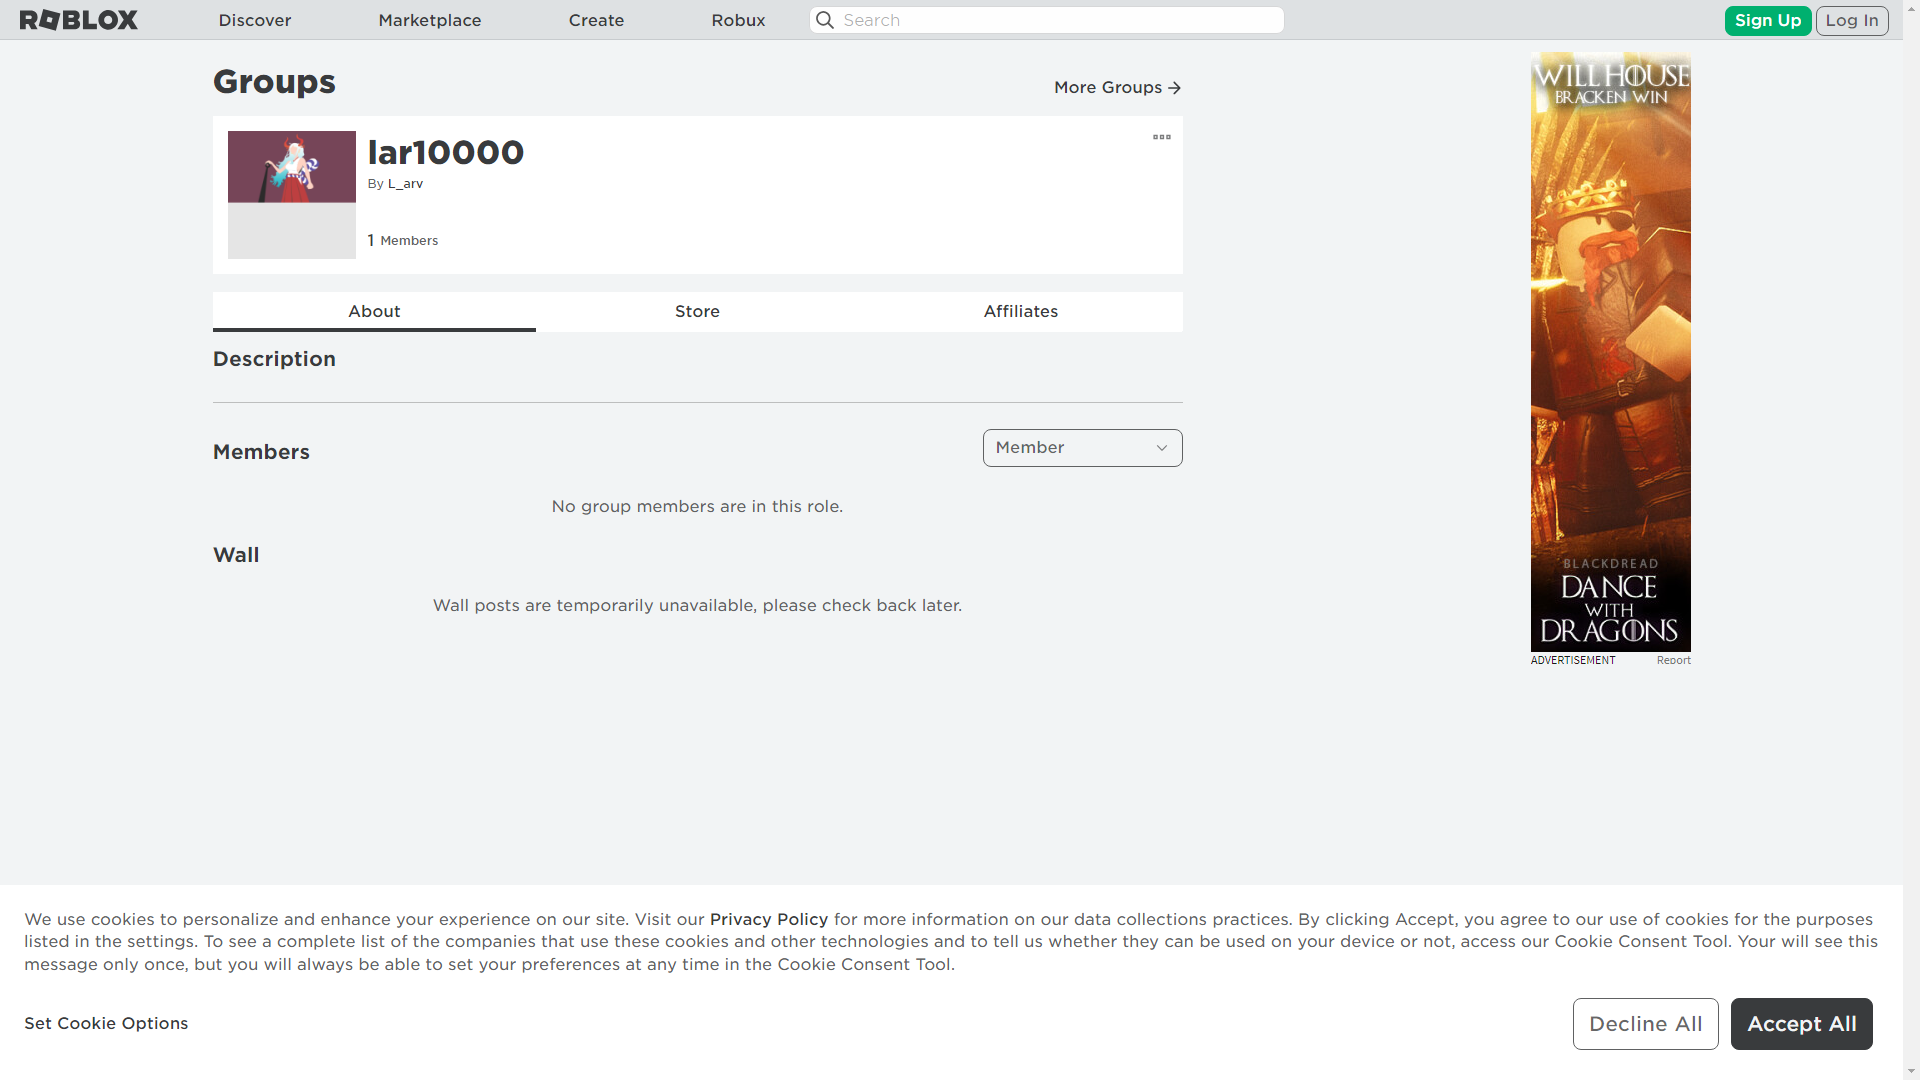 ROBLOX
Discover
Marketplace
Create
Robux
Search
Sign Up
Log In
Groups
More Groups
lar10000
By L_arv
1 Members
About
Store
Affiliates
Description
Members
Member
No group members are in this role.
Wall
Wall posts are temporarily unavailable, please check back later.
WILL HOUSE
BRACKEN WIN
BLACKDREAD
DANCE
WITH
DRAGONS
ADVERTISEMENT
Report
We use cookies to personalize and enhance your experience on our site. Visit our Privacy Policy for more information on our data collections practices. By clicking Accept, you agree to our use of cookies for the purposes
listed in the settings. To see a complete list of the companies that use these cookies and other technologies and to tell us whether they can be used on your device or not, access our Cookie Consent Tool. Your will see this
message only once, but you will always be able to set your preferences at any time in the Cookie Consent Tool.
Set Cookie Options
Decline All
Accept All